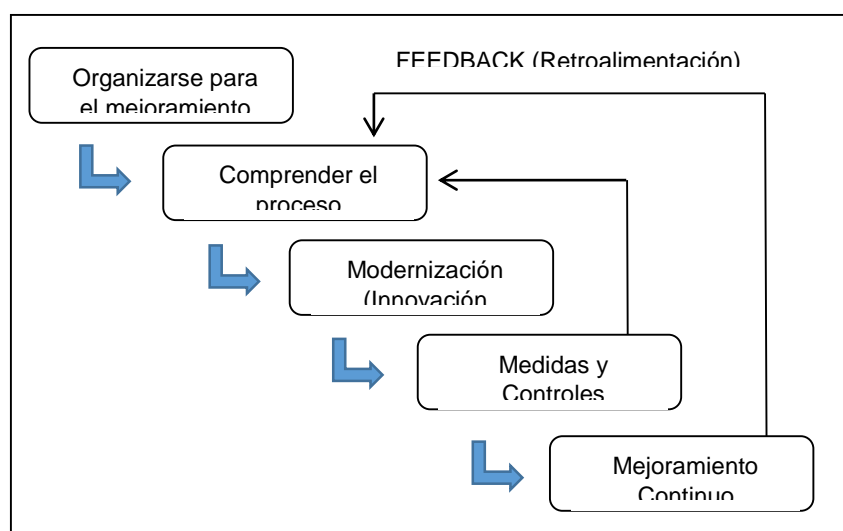 FEEDBACK (Retroalimentación)
Organizarse para
el mejoramiento
Comprender el
proceso
Modernización
(Innovación
Medidas y
Controles
Mejoramiento
Continuo